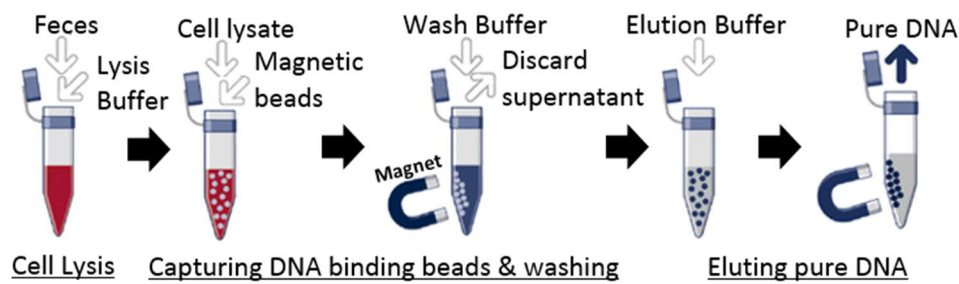 Feces
Lysis
Buffer
Cell lysate
Magnetic
beads
Wash Buffer
Discard
supernatant
Magnet
Elution Buffer
Pure DNA
Cell Lysis
Capturing DNA binding beads & washing
Eluting pure DNA